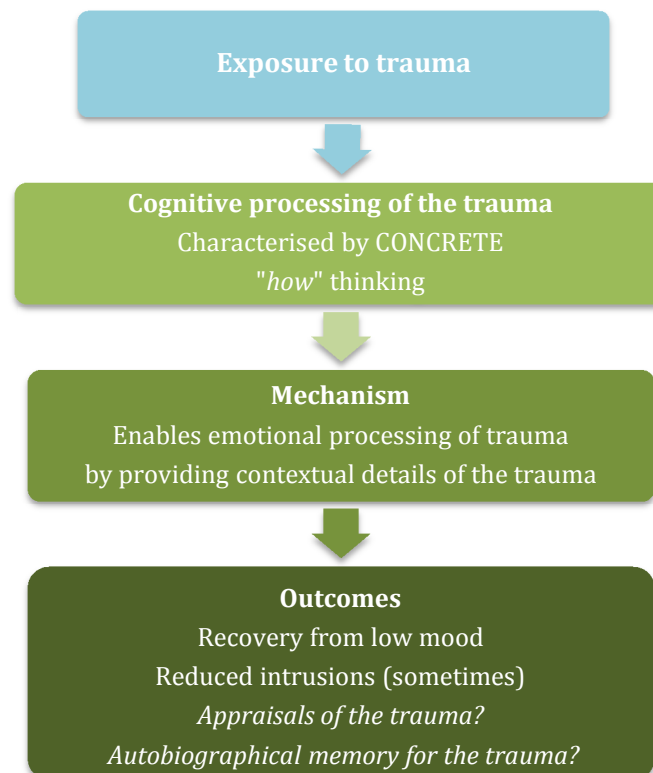 Exposure to trauma
Cognitive processing of the trauma
Characterised by CONCRETE
"how" thinking
Mechanism
Enables emotional processing of trauma
by providing contextual details of the trauma
Outcomes
Recovery from low mood
Reduced intrusions (sometimes)
Appraisals of the trauma?
Autobiographical memory for the trauma?